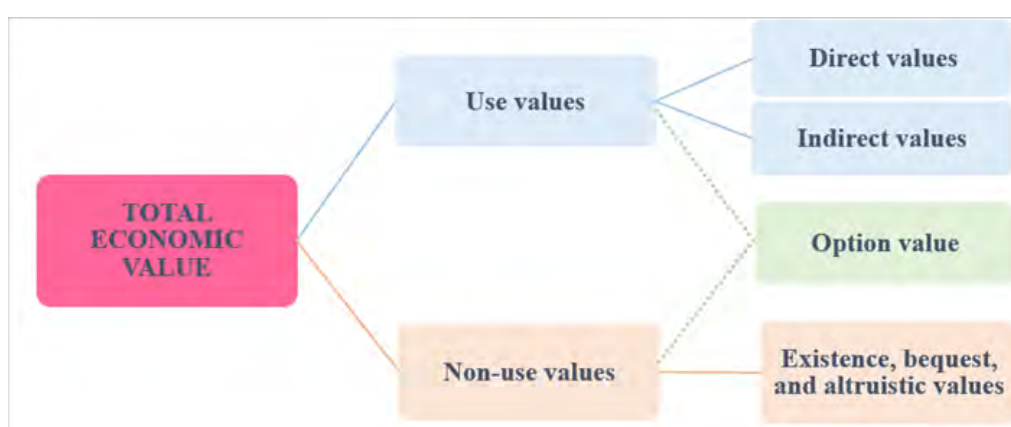 Direct values
Use values
Indirect values
TOTAL
ECONOMIC
VALUE
Option value
Non-use values
Existence, bequest,
and altruistic values